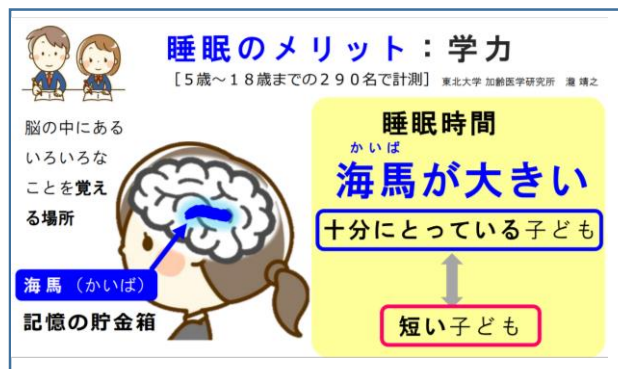 睡眠のメリット：学力
［5歳～18歳までの290名で計測］ 東北大学 加齢医学研究所 瀧 靖之
脳の中にある
いろいろな
ことを覚え
る場所
海馬（かいば）
記憶の貯金箱
睡眠時間
かいば
海馬が大きい
十分にとっている子ども
短い子ども